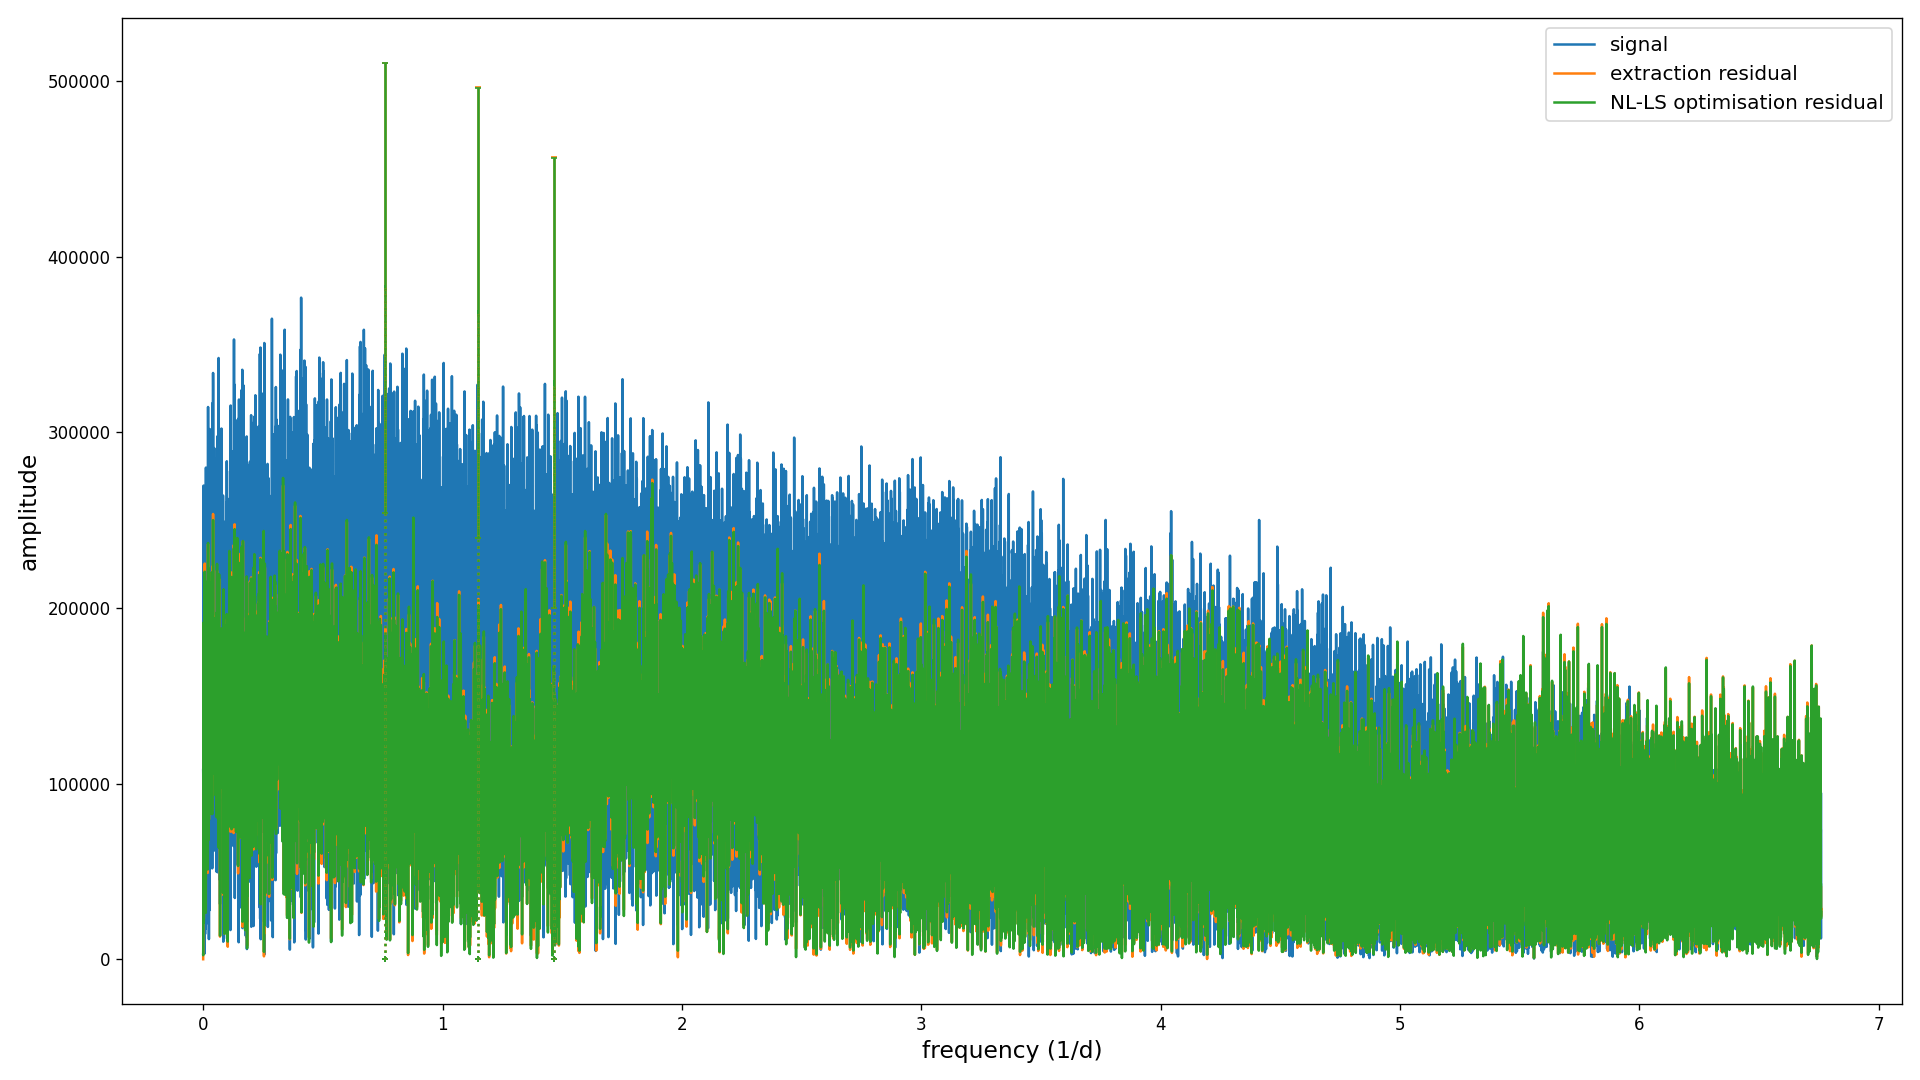 signal
extraction residual
NL-LS optimisation residual
500000
400000
300000
200000
100000
0
amplitude
0 1 2 3 4 5 6 7
frequency (1/d)